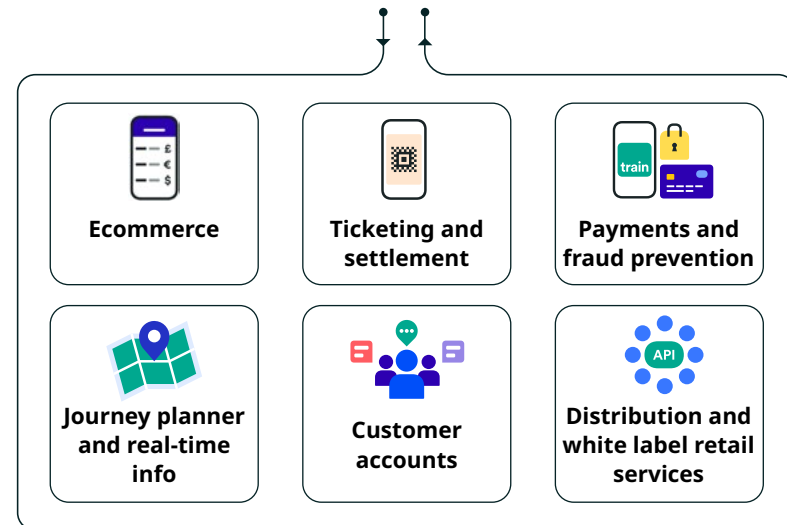 £
€
$
Ecommerce
Ticketing and
settlement
train
Payments and
fraud prevention
Journey planner
and real-time
info
Customer
accounts
API
Distribution and
white label retail
services